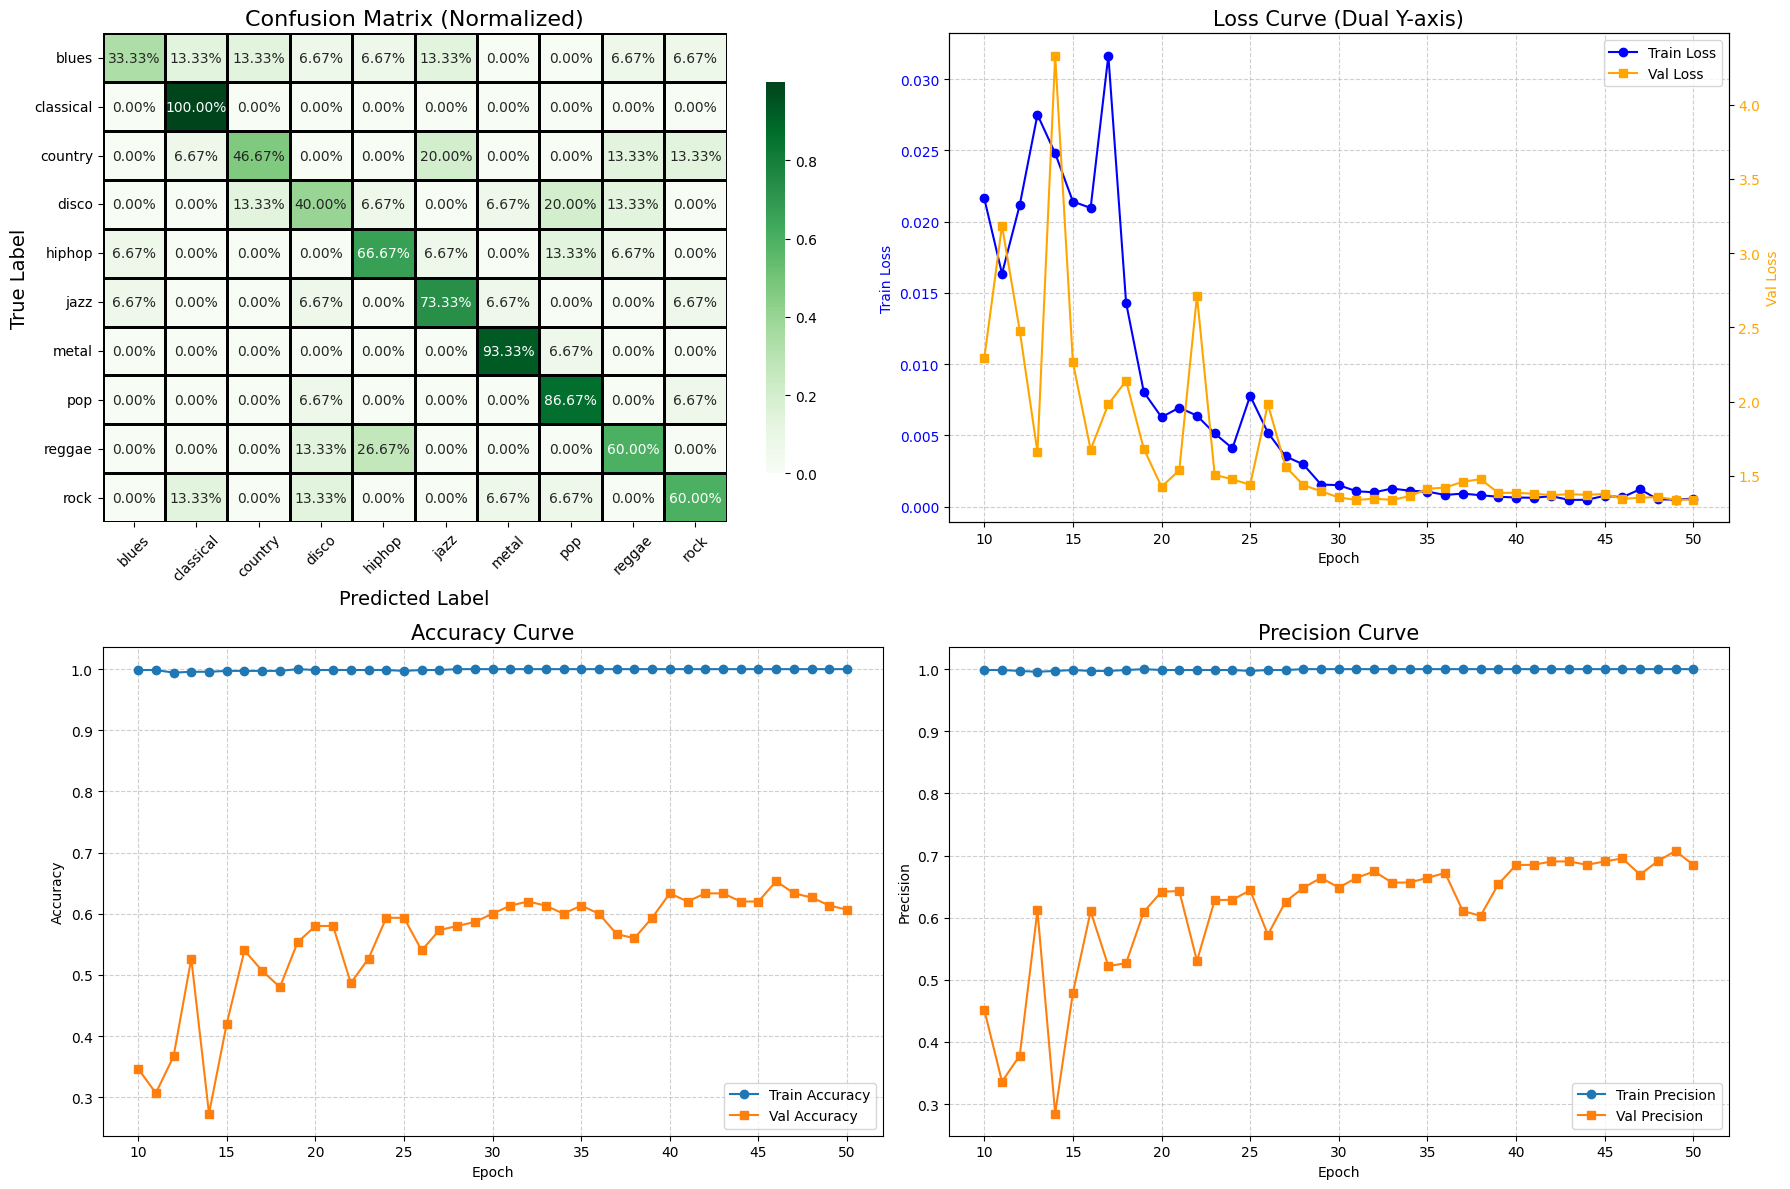 Confusion Matrix (Normalized)
True Label
blues 33.33% 13.33% 13.33% 6.67% 6.67% 13.33% 0.00% 0.00% 6.67% 6.67%
classical 0.00% 100.00% 0.00% 0.00% 0.00% 0.00% 0.00% 0.00% 0.00% 0.00%
country 0.00% 6.67% 46.67% 0.00% 0.00% 20.00% 0.00% 0.00% 13.33% 13.33%
disco 0.00% 0.00% 13.33% 40.00% 6.67% 0.00% 6.67% 20.00% 13.33% 0.00%
hiphop 6.67% 0.00% 0.00% 0.00% 66.67% 6.67% 0.00% 13.33% 6.67% 0.00%
jazz 6.67% 0.00% 0.00% 6.67% 0.00% 73.33% 6.67% 0.00% 0.00% 6.67%
metal 0.00% 0.00% 0.00% 0.00% 0.00% 0.00% 93.33% 6.67% 0.00% 0.00%
pop 0.00% 0.00% 0.00% 6.67% 0.00% 0.00% 0.00% 86.67% 0.00% 6.67%
reggae 0.00% 0.00% 0.00% 13.33% 26.67% 0.00% 0.00% 0.00% 60.00% 0.00%
rock 0.00% 13.33% 0.00% 13.33% 0.00% 0.00% 6.67% 6.67% 0.00% 60.00%
blues classical country disco hiphop jazz metal pop reggae rock
Predicted Label
0.8
0.6
0.4
0.2
0.0
Loss Curve (Dual Y-axis)
Train Loss
Val Loss
Train Loss
0.030
0.025
0.020
0.015
0.010
0.005
0.000
4.0
3.5
3.0
2.5
2.0
1.5
Val Loss
10 15 20 25 30 35 40 45 50
Epoch
Accuracy Curve
Accuracy
1.0
0.9
0.8
0.7
0.6
0.5
0.4
0.3
Train Accuracy
Val Accuracy
10 15 20 25 30 35 40 45 50
Epoch
Precision Curve
Precision
1.0
0.9
0.8
0.7
0.6
0.5
0.4
0.3
Train Precision
Val Precision
10 15 20 25 30 35 40 45 50
Epoch